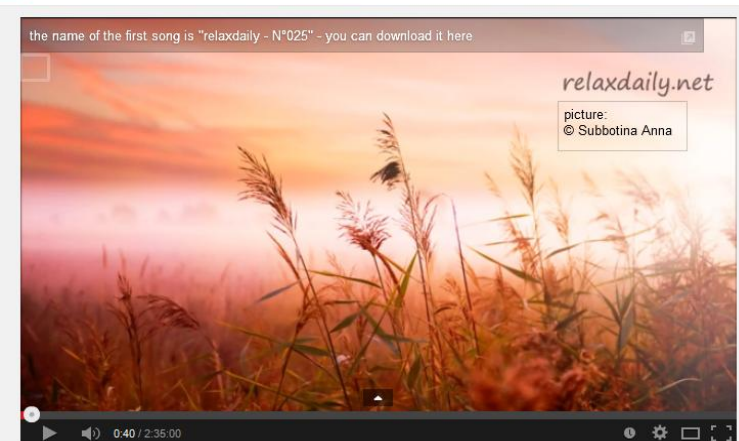 the name of the first song is "relaxdaily - N°025" - you can download it here
relaxdaily.net
picture:
© Subbotina Anna
0:40 / 2:35:00